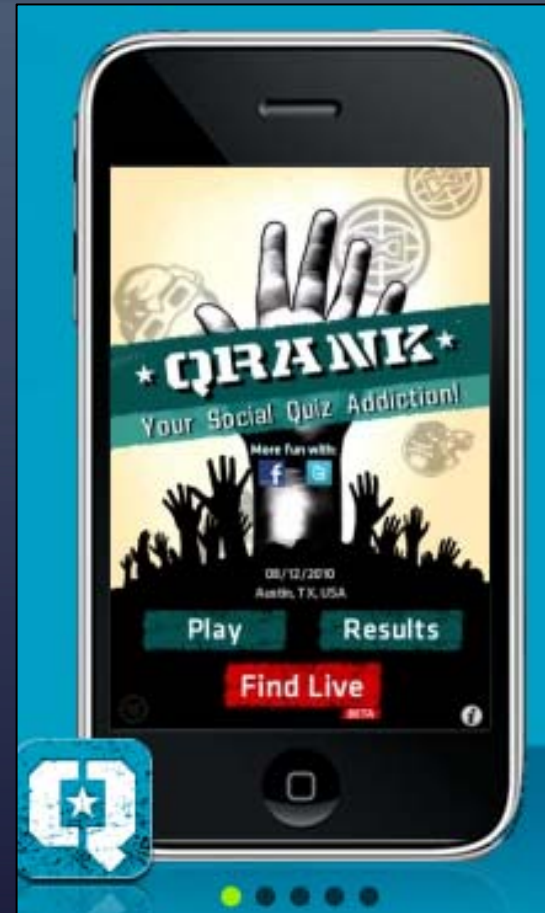 QRANK
Your Social Quiz Addiction!
More fun with:
08/12/2010
Austin, TX, USA
Play
Results
Find Live
BETA